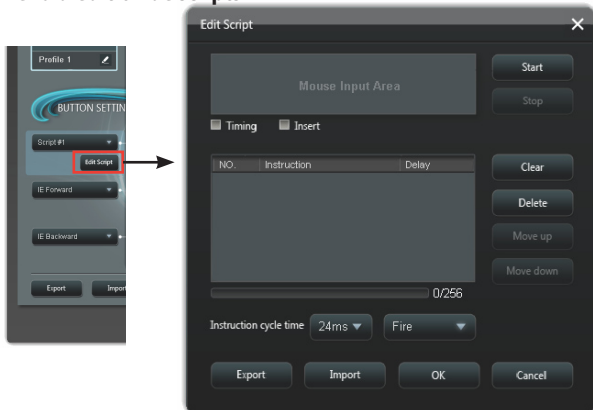 Edit Script
Profile 1
BUTTON SETTIN
Script #1
Edit Script
IE Forward
IE Backward
Export
Import
Mouse Input Area
Start
Stop
Timing
Insert
NO.
Instruction
Delay
Clear
Delete
Move up
Move down
0/256
Instruction cycle time
24ms
Fire
Export
Import
OK
Cancel